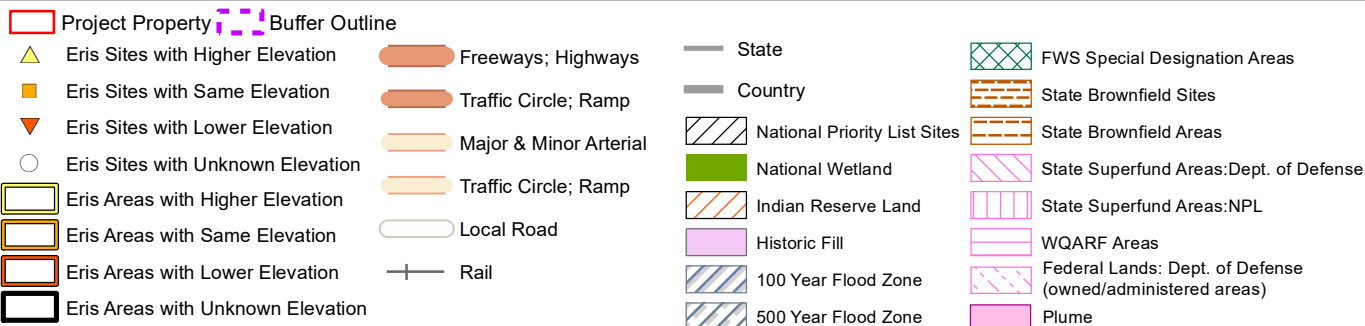 Project Property
Buffer Outline
Eris Sites with Higher Elevation
Eris Sites with Same Elevation
Eris Sites with Lower Elevation
Eris Sites with Unknown Elevation
Eris Areas with Higher Elevation
Eris Areas with Same Elevation
Eris Areas with Lower Elevation
Eris Areas with Unknown Elevation
Freeways; Highways
Traffic Circle; Ramp
Major & Minor Arterial
Traffic Circle; Ramp
Local Road
Rail
State
Country
National Priority List Sites
National Wetland
Indian Reserve Land
Historic Fill
100 Year Flood Zone
500 Year Flood Zone
FWS Special Designation Areas
State Brownfield Sites
State Brownfield Areas
State Superfund Areas:Dept. of Defense
State Superfund Areas:NPL
WQARF Areas
Federal Lands: Dept. of Defense
(owned/administered areas)
Plume